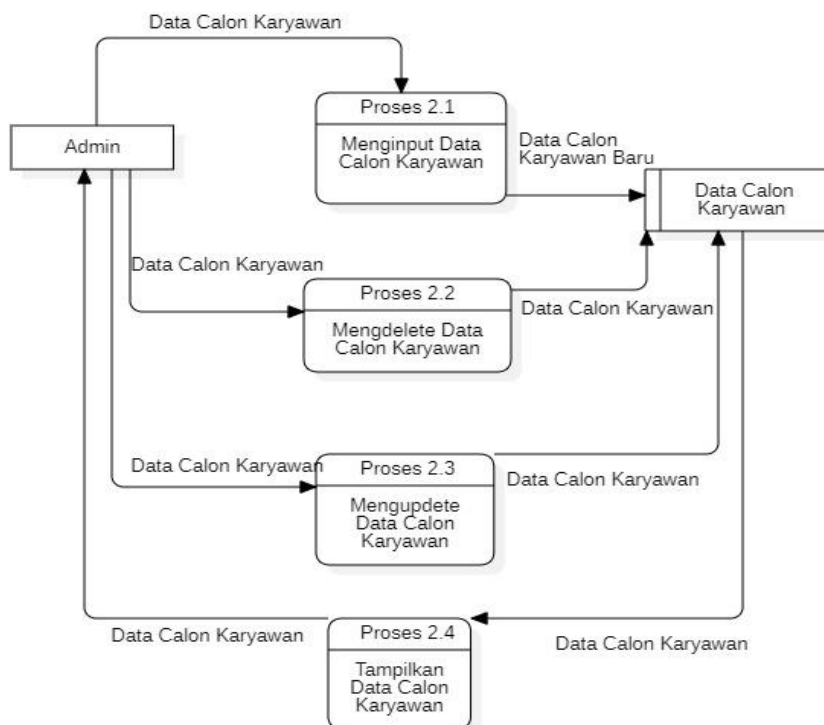 Data Calon Karyawan
Proses 2.1
Menginput Data
Calon Karyawan
Admin
Data Calon
Karyawan Baru
Data Calon
Karyawan
Data Calon Karyawan
Proses 2.2
Mengdelete Data
Calon Karyawan
Data Calon Karyawan
Data Calon Karyawan
Proses 2.3
Mengupdete
Data Calon
Karyawan
Data Calon Karyawan
Data Calon Karyawan
Proses 2.4
Tampilkan
Data Calon
Karyawan
Data Calon Karyawan